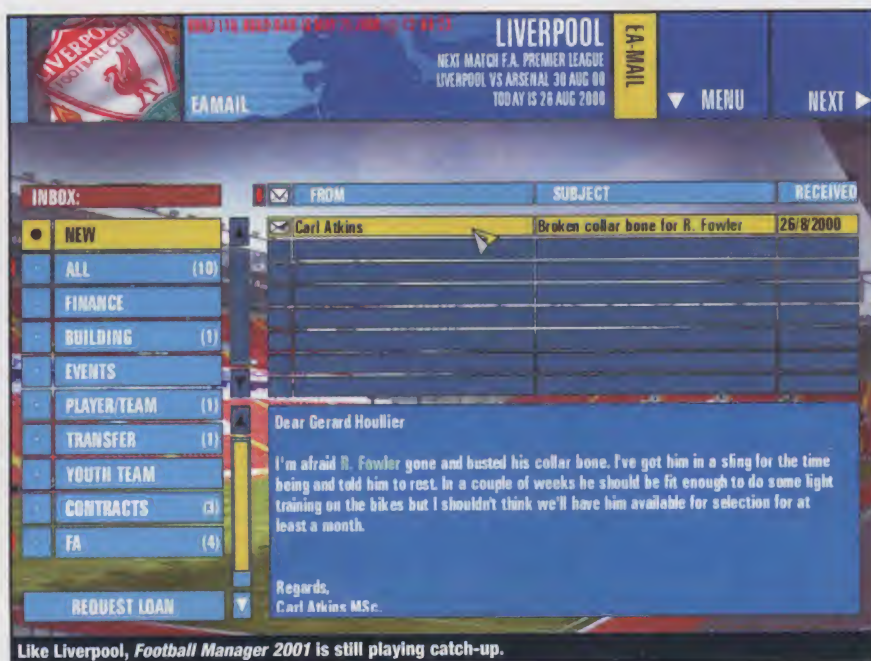 LIVERPOOL
FOOTBALL CLUB
LIVERPOOL
NEXT MATCH F.A. PREMIER LEAGUE
LIVERPOOL VS ARSENAL 30 AUG 00
TODAY IS 26 AUG 2000
EAMAIL
EA-MAIL
MENU
NEXT
INBOX:
FROM SUBJECT RECEIVED
NEW
Carl Atkins Broken collar bone for R. Fowler 26/8/2000
ALL (10)
FINANCE
BUILDING (1)
EVENTS
PLAYER/TEAM (1)
TRANSFER (1)
YOUTH TEAM
CONTRACTS (3)
FA (4)
REQUEST LOAN
Dear Gerard Houllier
I'm afraid R. Fowler gone and busted his collar bone. I've got him in a sling for the time
being and told him to rest. In a couple of weeks he should be fit enough to do some light
training on the bikes but I shouldn't think we'll have him available for selection for at
least a month.
Regards,
Carl Atkins MSc.
Like Liverpool, Football Manager 2001 is still playing catch-up.